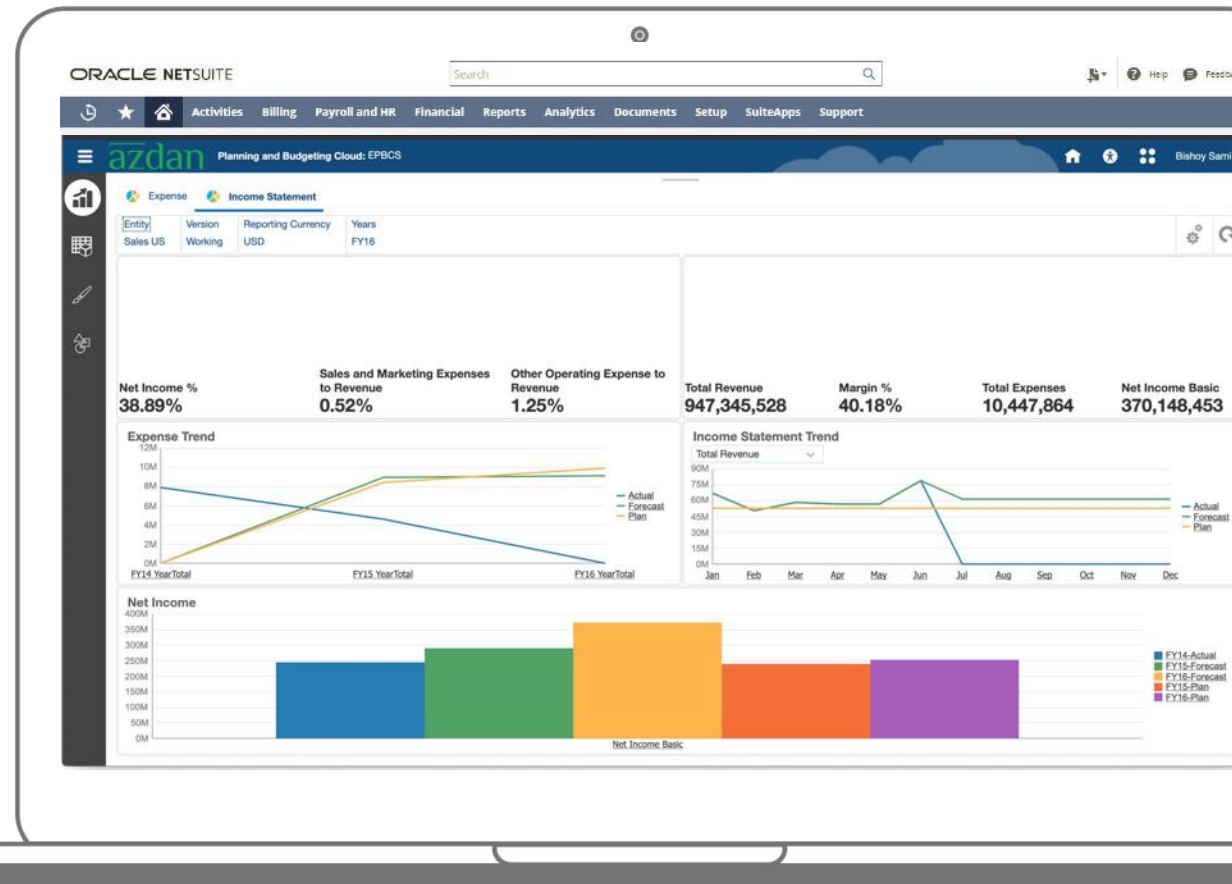 ORACLE NETSUITE
Search
Help
Feedba
Activities Billing Payroll and HR Financial Reports Analytics Documents Setup SuiteApps Support
azdan Planning and Budgeting Cloud: EPBCS
Bishoy Sami
Expense Income Statement
Entity Version Reporting Currency Years
Sales US Working USD FY16
Net Income %
38.89%
Sales and Marketing Expenses
to Revenue
0.52%
Other Operating Expense to
Revenue
1.25%
Total Revenue
947,345,528
Margin %
40.18%
Total Expenses
10,447,864
Net Income Basic
370,148,453
Expense Trend
12M
10M
8M
6M
4M
2M
0M
FY14 YearTotal FY15 YearTotal FY16 YearTotal
Actual
Forecast
Plan
Income Statement Trend
Total Revenue
90M
75M
60M
45M
30M
15M
0M
Jan Feb Mar Apr May Jun Jul Aug Sep Oct Nov Dec
Actual
Forecast
Plan
Net Income
400M
350M
300M
250M
200M
150M
100M
50M
0M
Net Income Basic
FY14-Actual
FY15-Forecast
FY16-Forecast
FY15-Plan
FY16-Plan